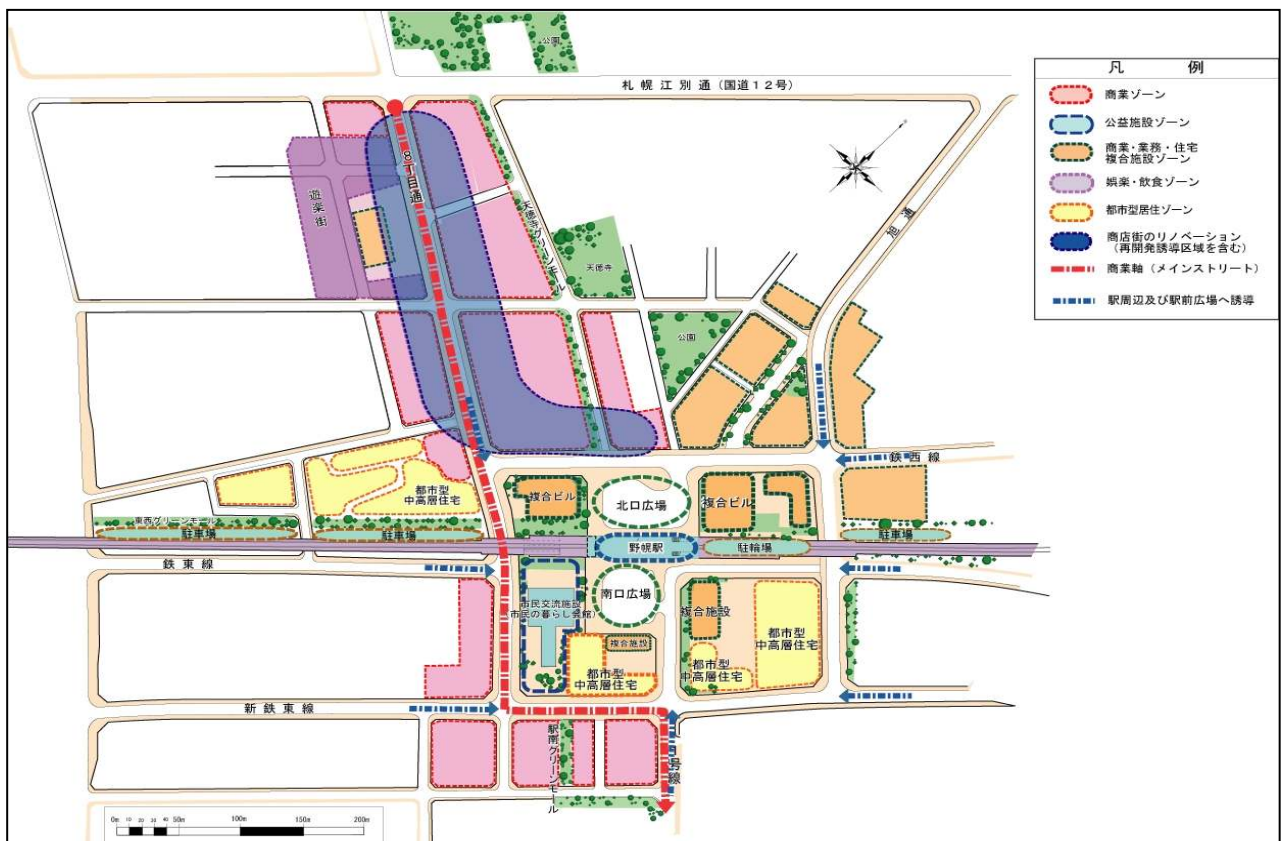 公園
札幌江別通(国道12号)
凡 例
商業ゾーン
公益施設ゾーン
商業・業務・住宅
複合施設ゾーン
娯楽・飲食ゾーン
都市型居住ゾーン
商店街のリノベーション
(再開発誘導区域を含む)
商業軸(メインストリート)
駅周辺及び駅前広場へ誘導
8丁目通
遊楽街
天徳寺グリーンモール
天徳寺
旭通
公園
鉄西線
都市型
中高層住宅
複合ビル
北口広場
複合ビル
東西グリーンモール
駐車場
駐車場
野幌駅
駐輪場
駐車場
鉄東線
南口広場
市民交流施設
(市民の暮らし会館)
複合施設
複合施設
都市型
中高層住宅
都市型
中高層住宅
都市型
中高層住宅
新鉄東線
駅南グリーンモール
号線
0m 10 20 30 40 50m 100m 150m 200m